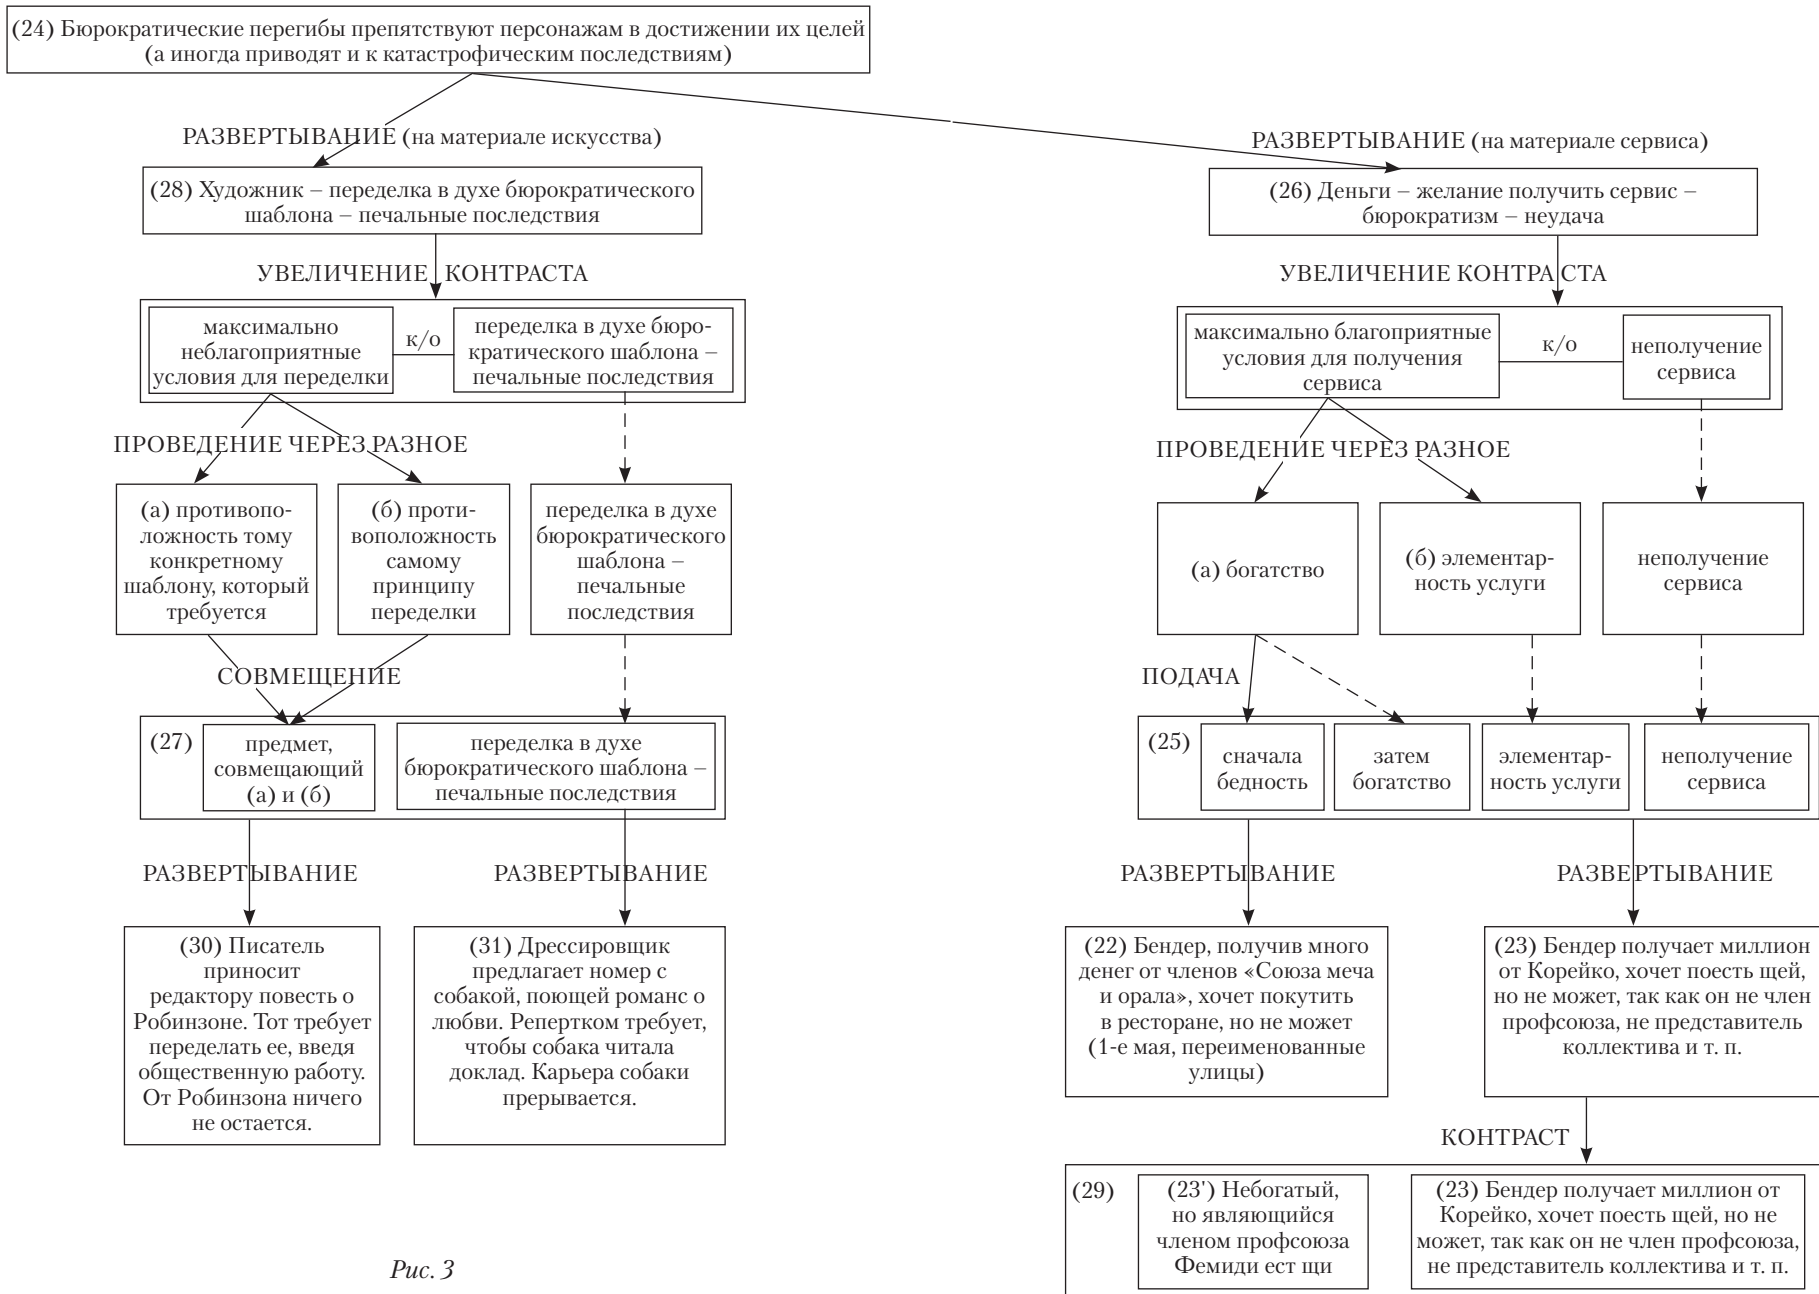 (24) Бюрократические перегибы препятствуют персонажам в достижении их целей
(а иногда приводят и к катастрофическим последствиям)
РАЗВЕРТЫВАНИЕ (на материале искусства)
РАЗВЕРТЫВАНИЕ (на материале сервиса)
(28) Художник – переделка в духе бюрократического
шаблона – печальные последствия
(26) Деньги – желание получить сервис –
бюрократизм – неудача
УВЕЛИЧЕНИЕ КОНТРАСТА
УВЕЛИЧЕНИЕ КОНТРАСТА
максимально
неблагоприятные
условия для переделки
к/о
переделка в духе бюро-
кратического шаблона –
печальные последствия
максимально благоприятные
условия для получения
сервиса
к/о
неполучение
сервиса
ПРОВЕДЕНИЕ ЧЕРЕЗ РАЗНОЕ
ПРОВЕДЕНИЕ ЧЕРЕЗ РАЗНОЕ
(а) противопо-
ложность тому
конкретному
шаблону, который
требуется
(б) проти-
воположность
самому
принципу
переделки
переделка в духе
бюрократического
шаблона –
печальные
последствия
(а) богатство
(б) элементар-
ность услуги
неполучение
сервиса
СОВМЕЩЕНИЕ
ПОДАЧА
(27)
предмет,
совмещающий
(а) и (б)
переделка в духе
бюрократического шаблона –
печальные последствия
(25)
сначала
бедность
затем
богатство
элементар-
ность услуги
неполучение
сервиса
РАЗВЕРТЫВАНИЕ
РАЗВЕРТЫВАНИЕ
РАЗВЕРТЫВАНИЕ
РАЗВЕРТЫВАНИЕ
(30) Писатель
приносит
редактору повесть о
Робинзоне. Тот требует
переделать ее, введя
общественную работу.
От Робинзона ничего
не остается.
(31) Дрессировщик
предлагает номер с
собакой, поющей романс о
любви. Репертком требует,
чтобы собака читала
доклад. Карьера собаки
прерывается.
(22) Бендер, получив много
денег от членов «Союза меча
и орала», хочет покутить
в ресторане, но не может
(1-е мая, переименованные
улицы)
(23) Бендер получает миллион
от Корейко, хочет поесть щей,
но не может, так как он не член
профсоюза, не представитель
коллектива и т. п.
КОНТРАСТ
(29)
(23') Небогатый,
но являющийся
членом профсоюза
Фемиди ест щи
(23) Бендер получает миллион от
Корейко, хочет поесть щей, но не
может, так как он не член профсоюза,
не представитель коллектива и т. п.
Рис. 3